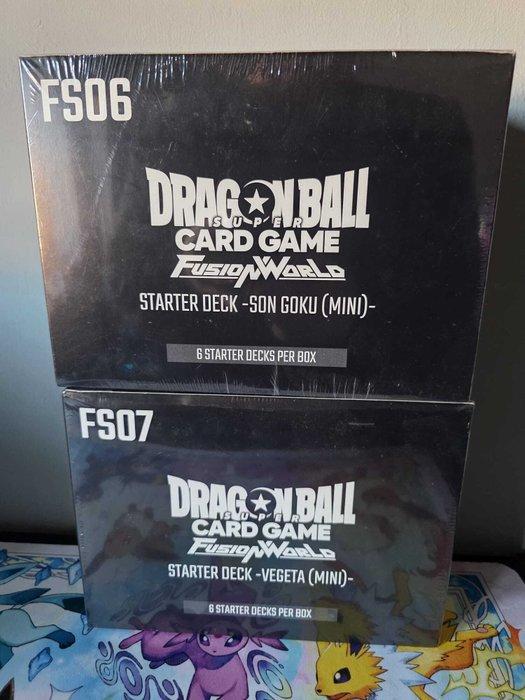 FS06
DRAGON BALL
SUPER
CARD GAME
FUSION WORLD
STARTER DECK -SON GOKU (MINI)-
6 STARTER DECKS PER BOX
FS07
DRAGON BALL
SUPER
CARD GAME
FUSION WORLD
STARTER DECK -VEGETA (MINI)-
6 STARTER DECKS PER BOX